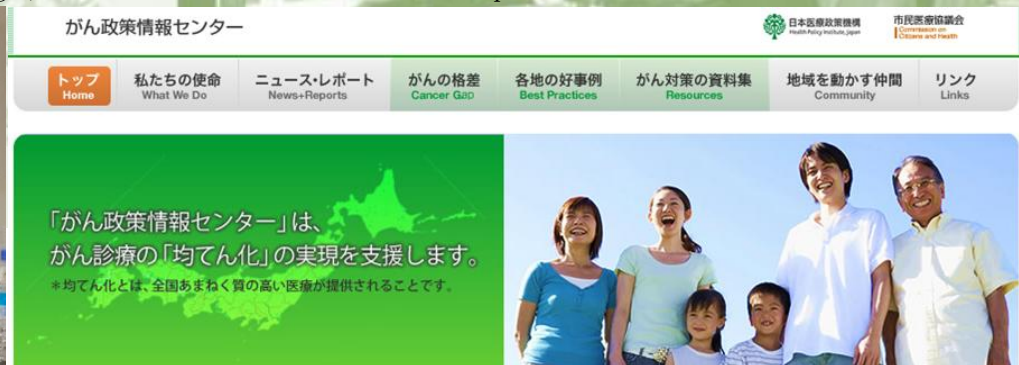 がん政策情報センター
日本医療政策機構
Health Policy Institute, Japan
市民医療協議会
Commission on
Citizens and Health
トップ 私たちの使命 ニュース・レポート がんの格差 各地の好事例 がん対策の資料集 地域を動かす仲間 リンク
Home What We Do News+Reports Cancer Gap Best Practices Resources Community Links
「がん政策情報センター」は、
がん診療の「均てん化」の実現を支援します。
*均てん化とは、全国あまねく質の高い医療が提供されることです。